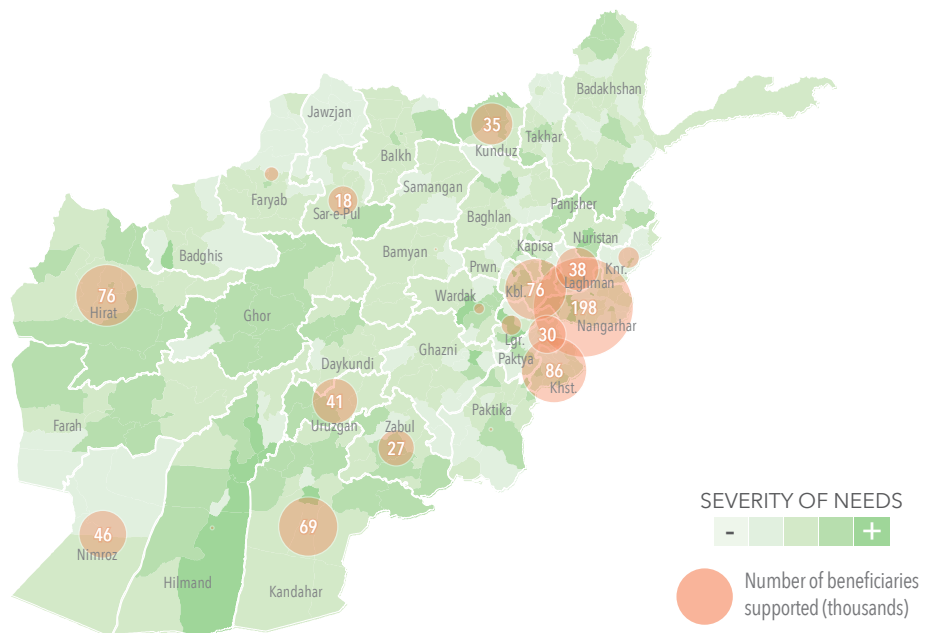 Badakhshan
Jawzjan
35
Takhar
Kunduz
Balkh
Samangan
Faryab
18
Sar-e-Pul
Panjsher
Baghlan
Nuristan
Kapisa
Badghis
Bamyan
Prwn.
38
Knr.
Laghman
76
Hirat
Wardak
Kbl.
76
198
Nangarhar
Ghor
30
Lgr.
Ghazni
Paktya
Daykundi
86
Khst.
41
Uruzgan
Zabul
27
Paktika
Farah
46
Nimroz
69
Hilmand
Kandahar
SEVERITY OF NEEDS
- +
Number of beneficiaries
supported (thousands)